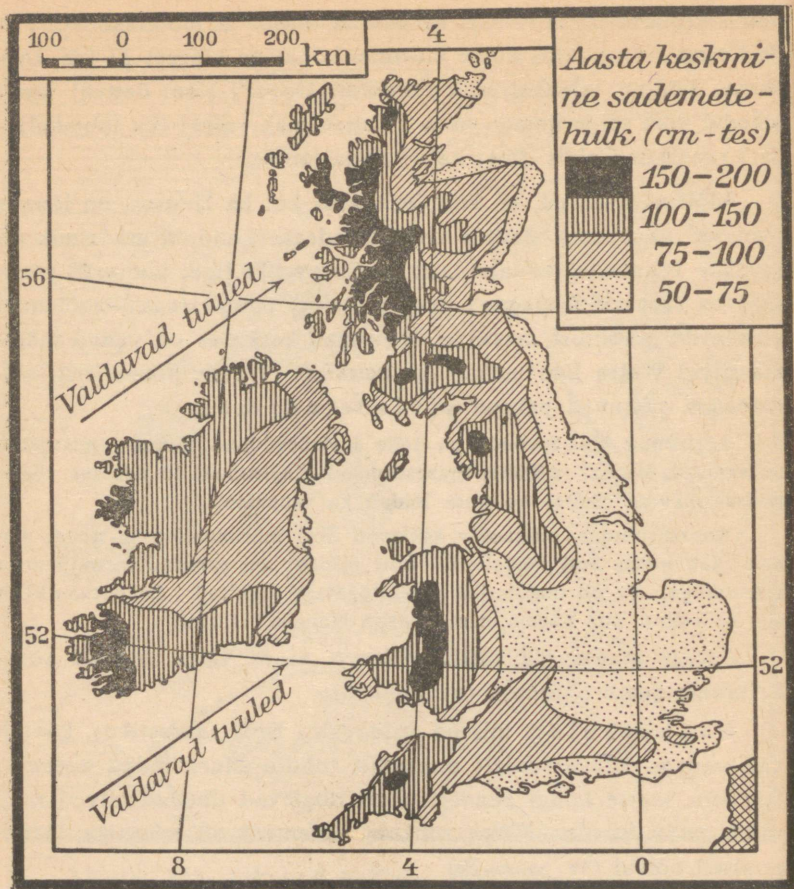 100 0 100 200 km
4
Aasta keskmi-
ne sademete-
hulk (cm-tes)
150-200
100-150
75-100
50-75
56
Valdavad tuuled
52
52
Valdavad tuuled
8 4 0